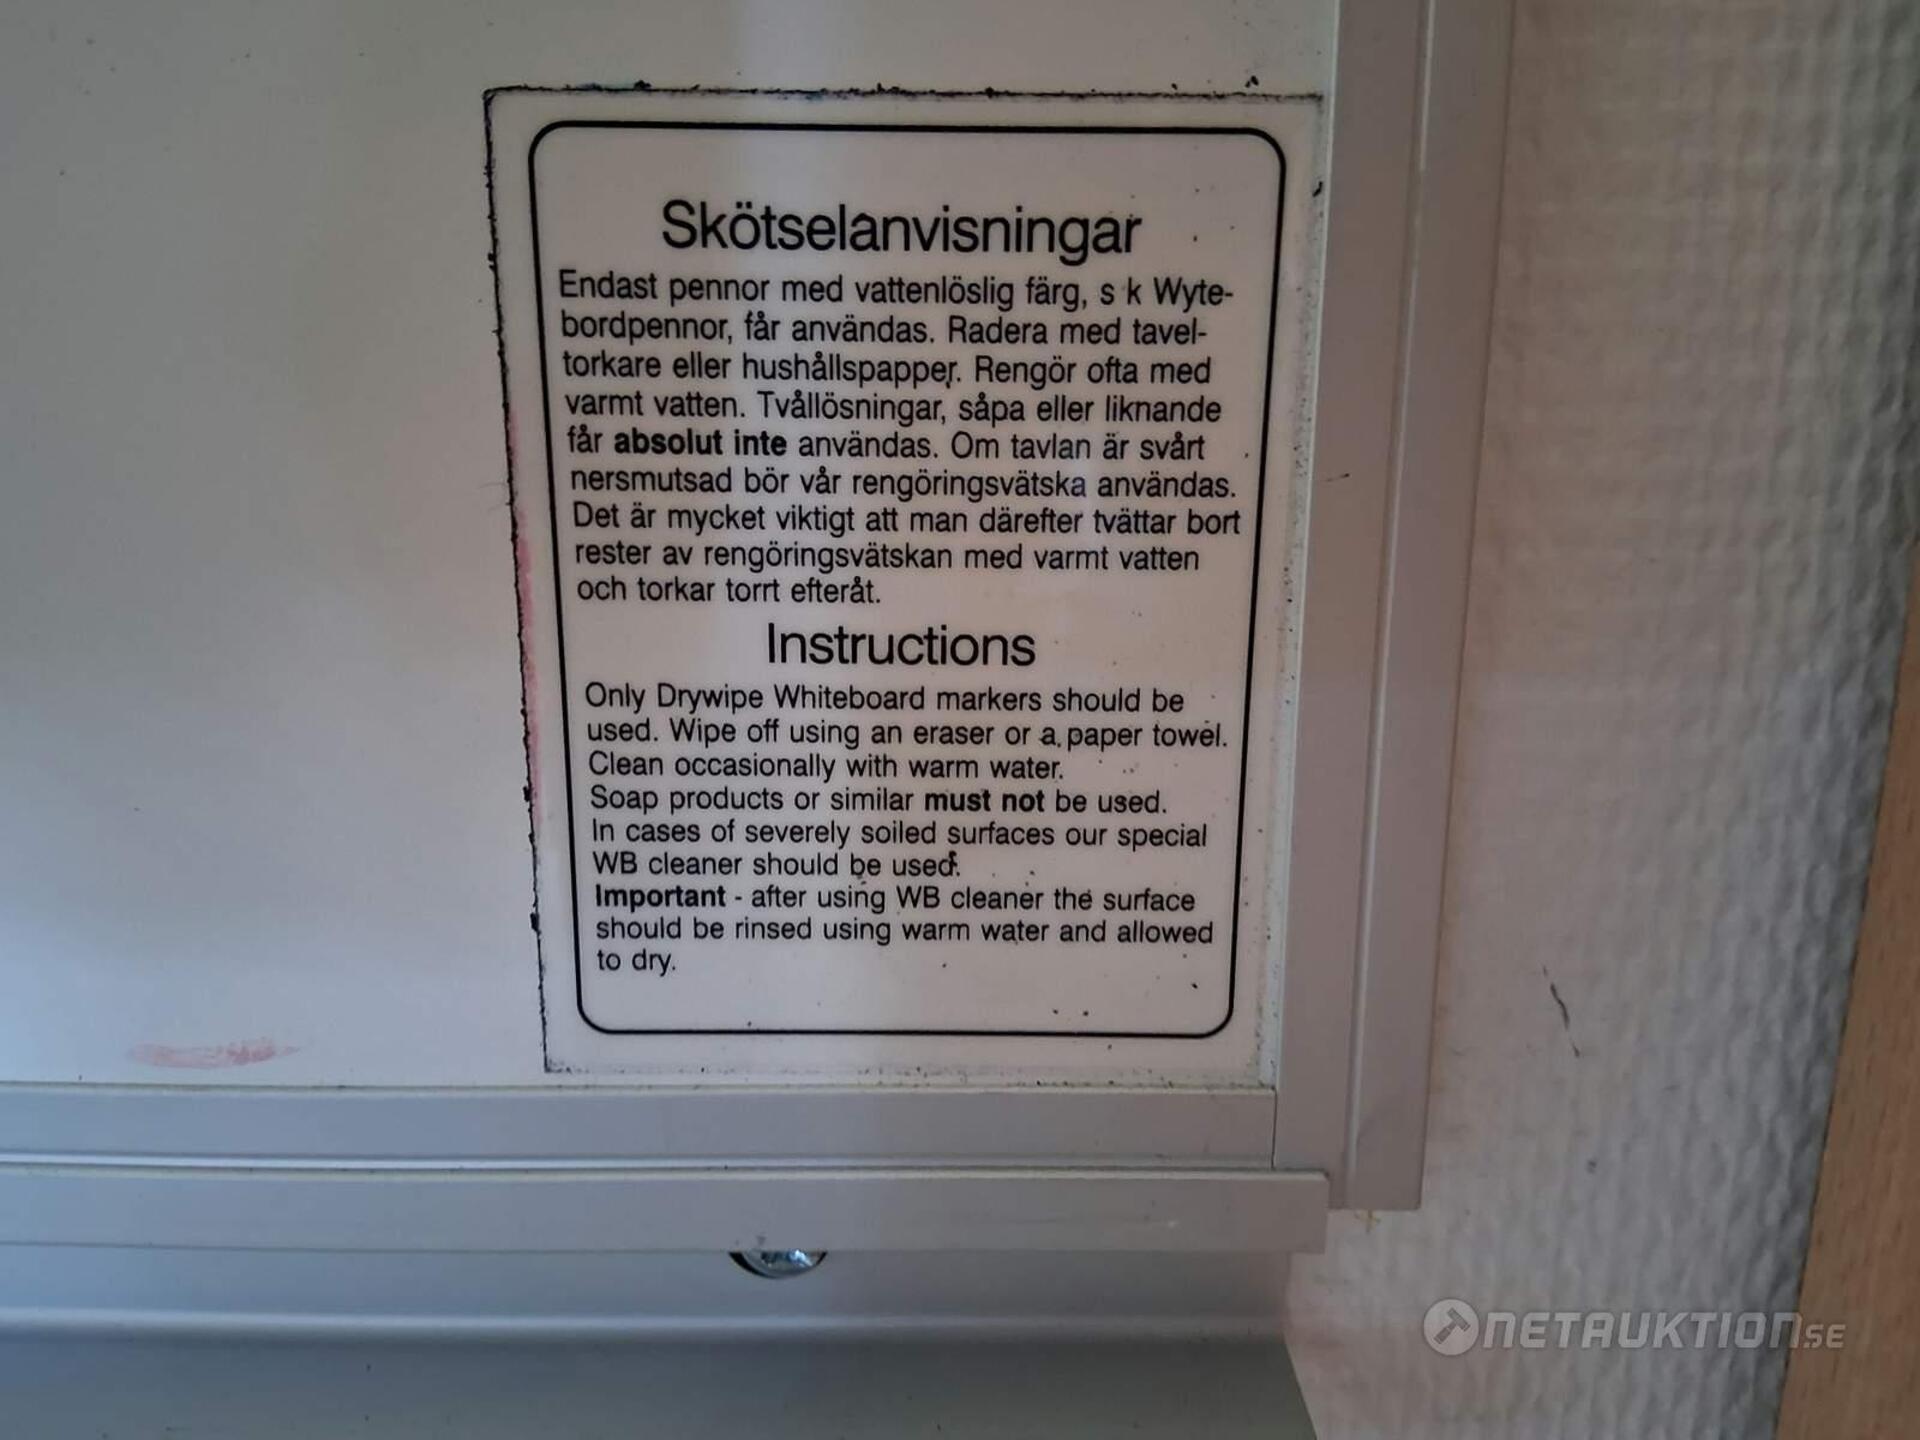 Skötselanvisningar
Endast pennor med vattenlöslig färg, s k Wyte-
bordpennor, får användas. Radera med tavel-
torkare eller hushållspapper. Rengör ofta med
varmt vatten. Tvållösningar, såpa eller liknande
får absolut inte användas. Om tavlan är svårt
nersmutsad bör vår rengöringsvätska användas.
Det är mycket viktigt att man därefter tvättar bort
rester av rengöringsvätskan med varmt vatten
och torkar torrt efteråt.
Instructions
Only Drywipe Whiteboard markers should be
used. Wipe off using an eraser or a paper towel.
Clean occasionally with warm water.
Soap products or similar must not be used.
In cases of severely soiled surfaces our special
WB cleaner should be used.
Important - after using WB cleaner the surface
should be rinsed using warm water and allowed
to dry.
NETAUKTION.SE